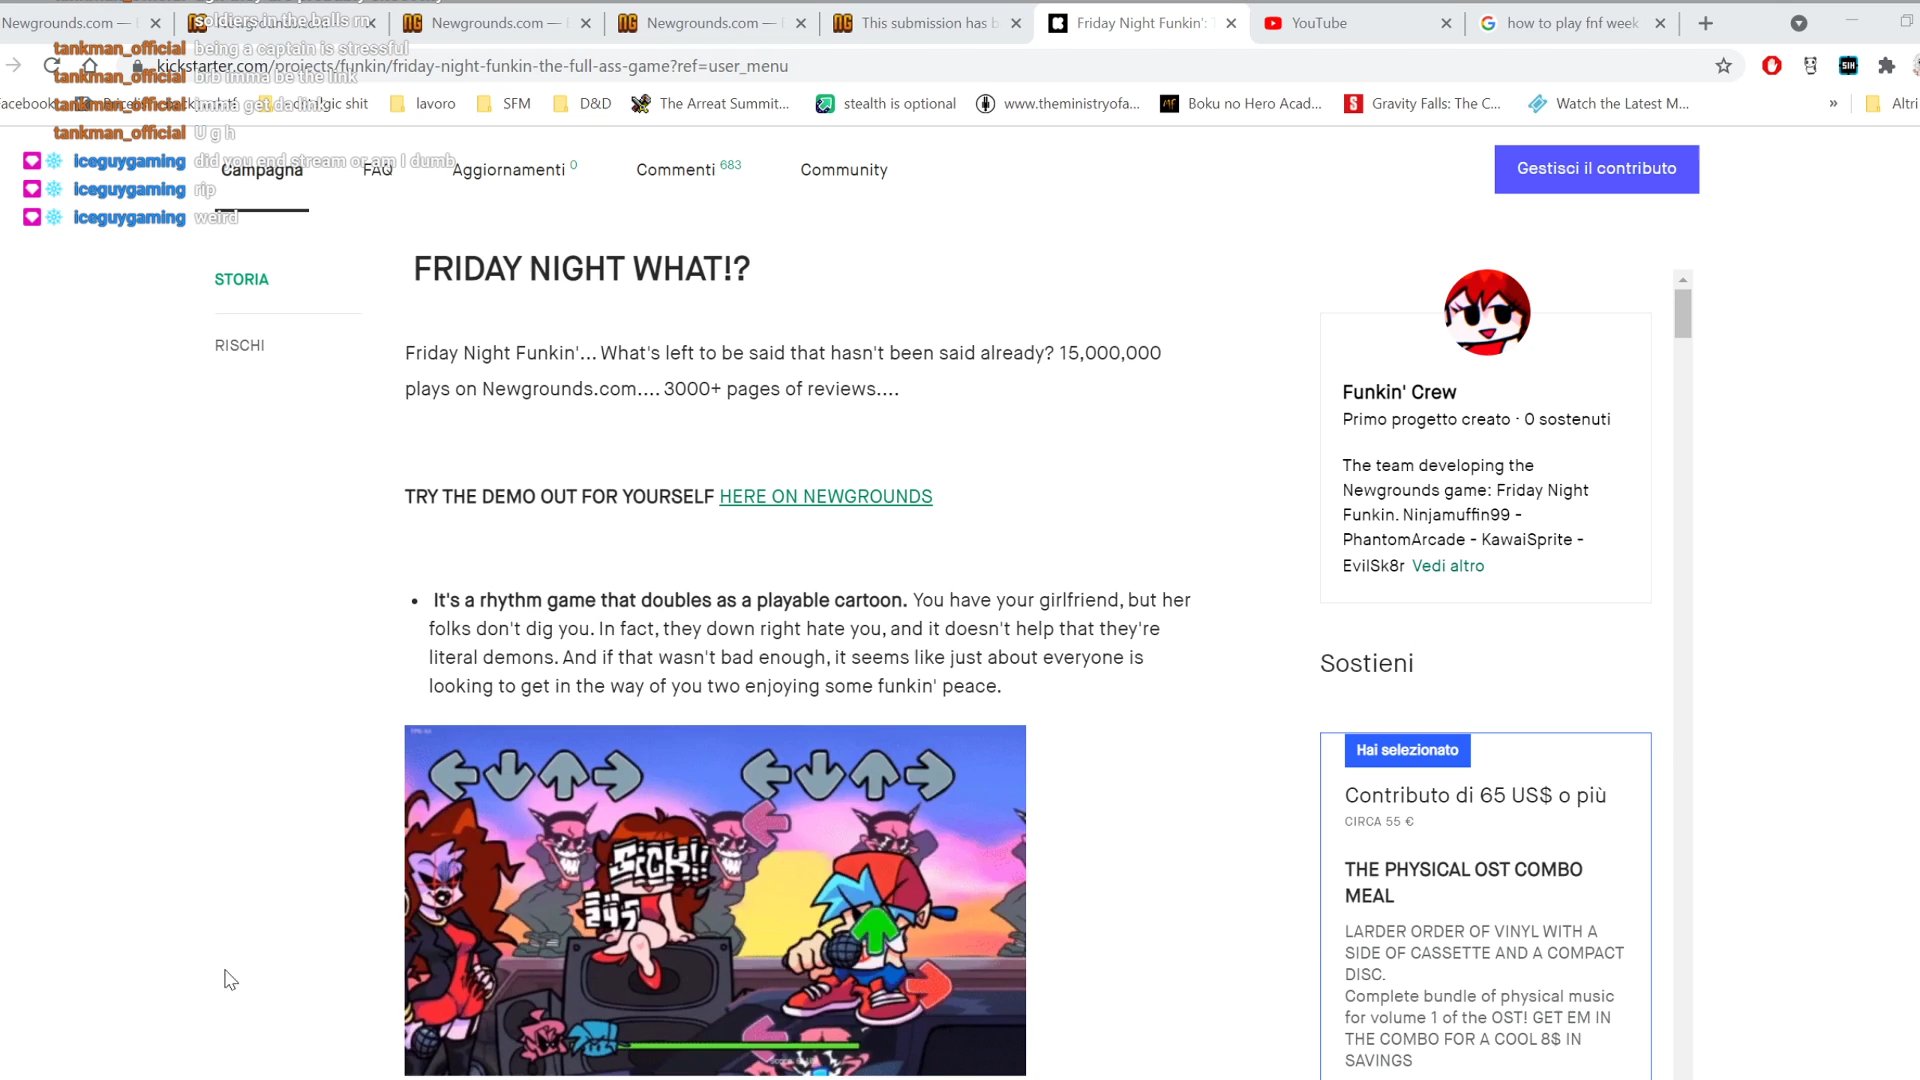 soldiers in the balls rn
Newgrounds.com —
Newgrounds.com —
Newgrounds.com —
This submission has b
Friday Night Funkin':
YouTube
how to play fnf week
tankman_official being a captain is stressful
kickstarter.com/projects/funkin/friday-night-funkin-the-full-ass-game?ref=user_menu
tankman_official brb imma be the link
tankman_official imma get da link
acebook
shit
lavoro
SFM
D&D
The Arreat Summit...
stealth is optional
www.theministryofa...
Boku no Hero Acad...
Gravity Falls: The C...
Watch the Latest M...
»
Altri
tankman_official U g h
iceguygaming did you end stream or am I dumb
Campagna
FAQ
Aggiornamenti 0
Commenti 683
Community
Gestisci il contributo
iceguygaming rip
iceguygaming weird
STORIA
RISCHI
FRIDAY NIGHT WHAT!?
Friday Night Funkin'... What's left to be said that hasn't been said already? 15,000,000
plays on Newgrounds.com.... 3000+ pages of reviews....
TRY THE DEMO OUT FOR YOURSELF HERE ON NEWGROUNDS
• It's a rhythm game that doubles as a playable cartoon. You have your girlfriend, but her
folks don't dig you. In fact, they down right hate you, and it doesn't help that they're
literal demons. And if that wasn't bad enough, it seems like just about everyone is
looking to get in the way of you two enjoying some funkin' peace.
SICK!!
245
Funkin' Crew
Primo progetto creato · 0 sostenuti
The team developing the
Newgrounds game: Friday Night
Funkin. Ninjamuffin99 -
PhantomArcade - KawaiSprite -
EvilSk8r Vedi altro
Sostieni
Hai selezionato
Contributo di 65 US$ o più
CIRCA 55 €
THE PHYSICAL OST COMBO
MEAL
LARDER ORDER OF VINYL WITH A
SIDE OF CASSETTE AND A COMPACT
DISC.
Complete bundle of physical music
for volume 1 of the OST! GET EM IN
THE COMBO FOR A COOL 8$ IN
SAVINGS